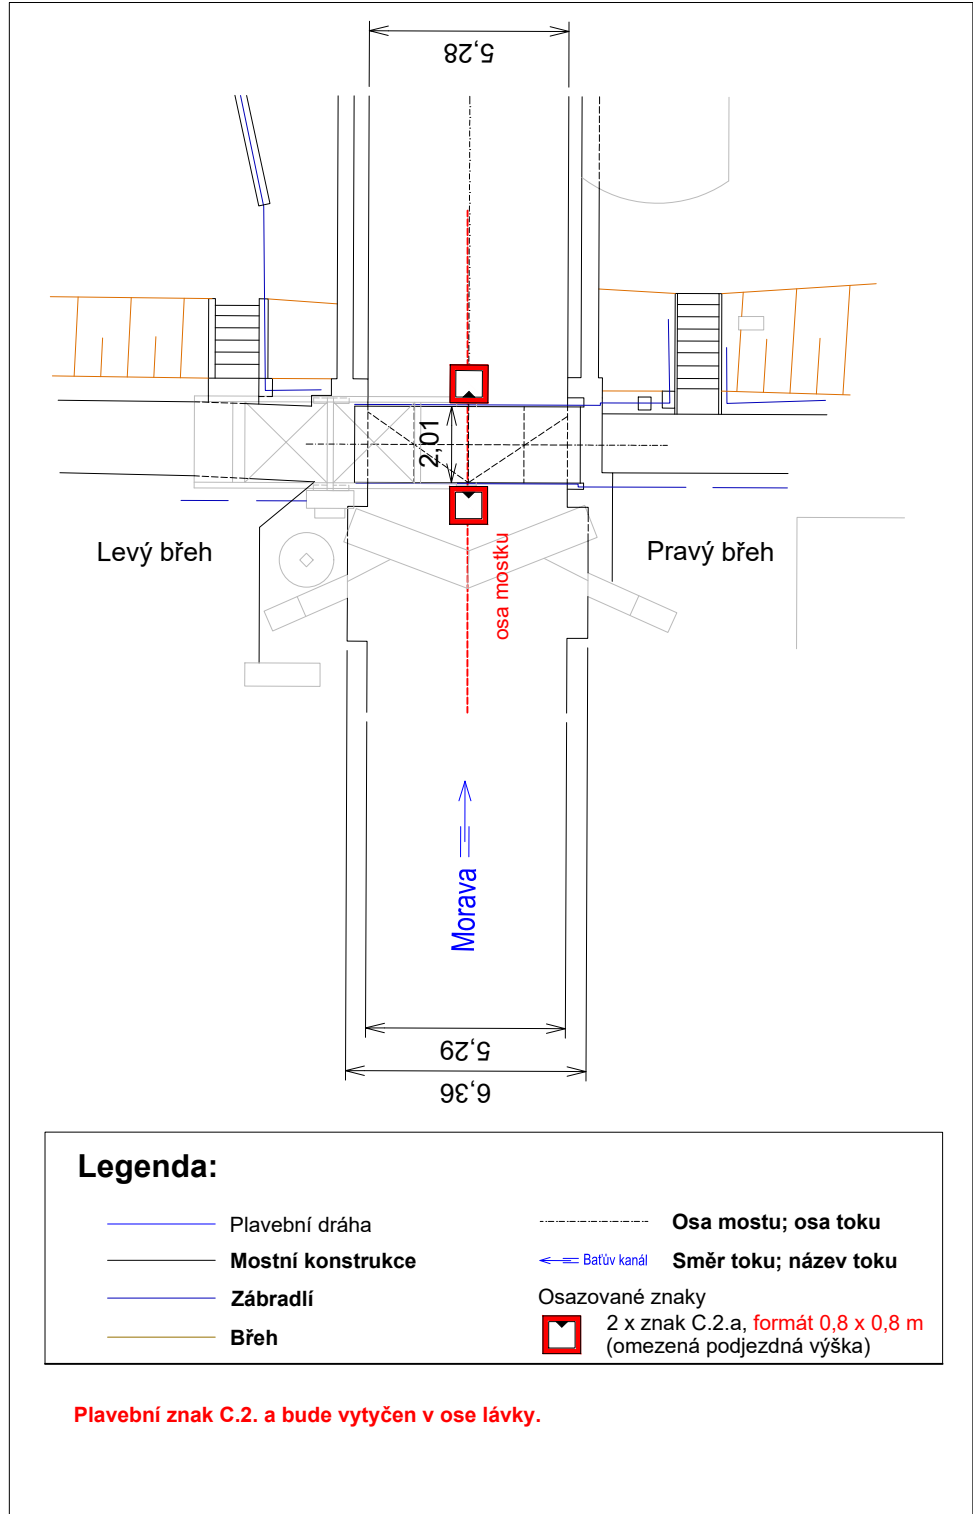 5,28
2,01
Levý břeh
Pravý břeh
osa mostku
Morava
5,29
6,36
Legenda:
Plavební dráha
Mostní konstrukce
Zábradlí
Břeh
Osa mostu; osa toku
Baťův kanál
Směr toku; název toku
Osazované znaky
2 x znak C.2.a, formát 0,8 x 0,8 m
(omezená podjezdná výška)
Plavební znak C.2. a bude vytyčen v ose lávky.